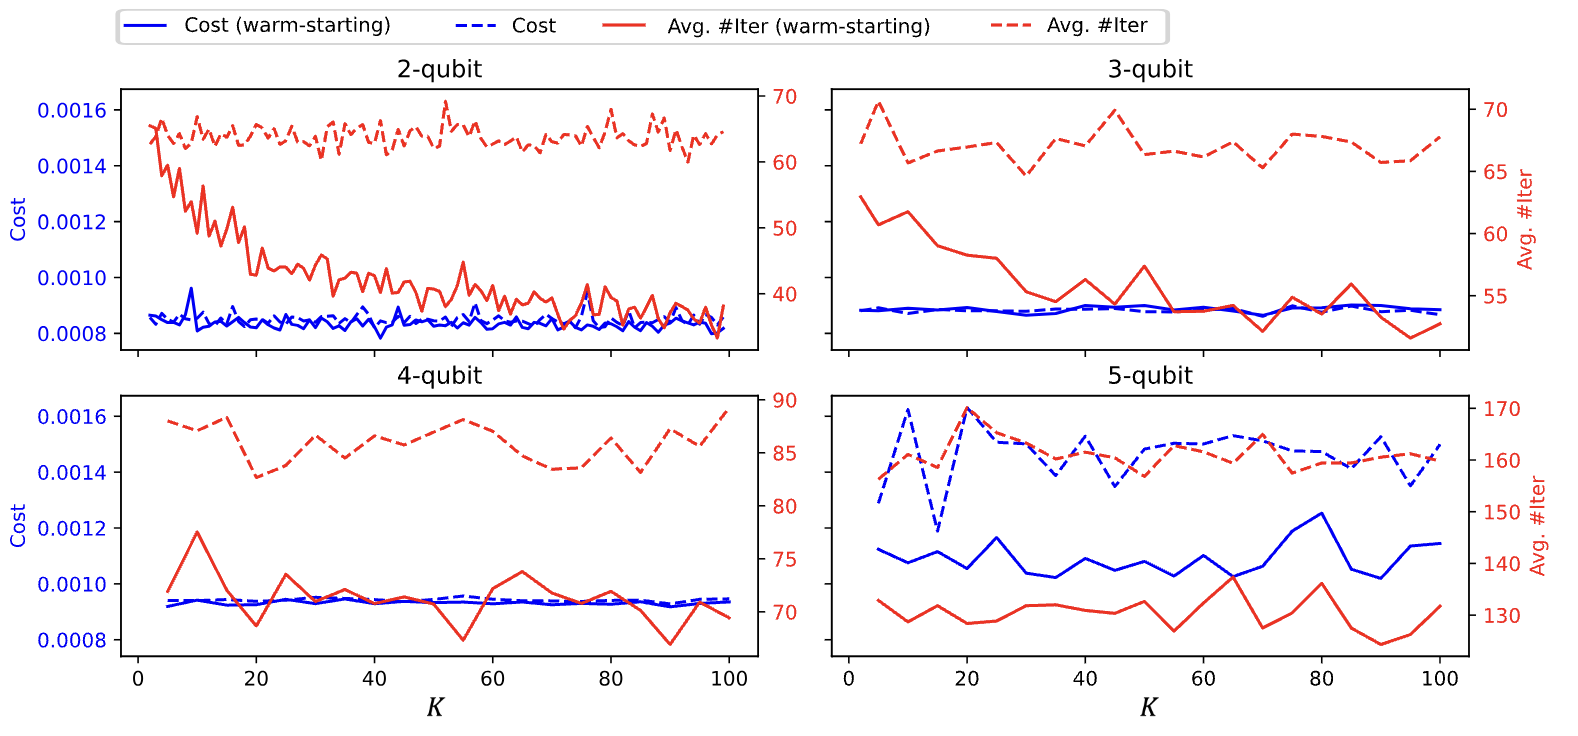 Cost (warm-starting) Cost Avg. #Iter (warm-starting) Avg. #Iter
2-qubit 3-qubit
0.0016 70 70
0.0014 60 65
0.0012 50 60
0.0010 40 55
0.0008
Cost Avg. #Iter
4-qubit 5-qubit
0.0016 90 170
0.0014 85 160
0.0012 80 150
0.0010 75 140
0.0008 70 130
Cost Avg. #Iter
0 20 40 60 80 100 0 20 40 60 80 100
K K